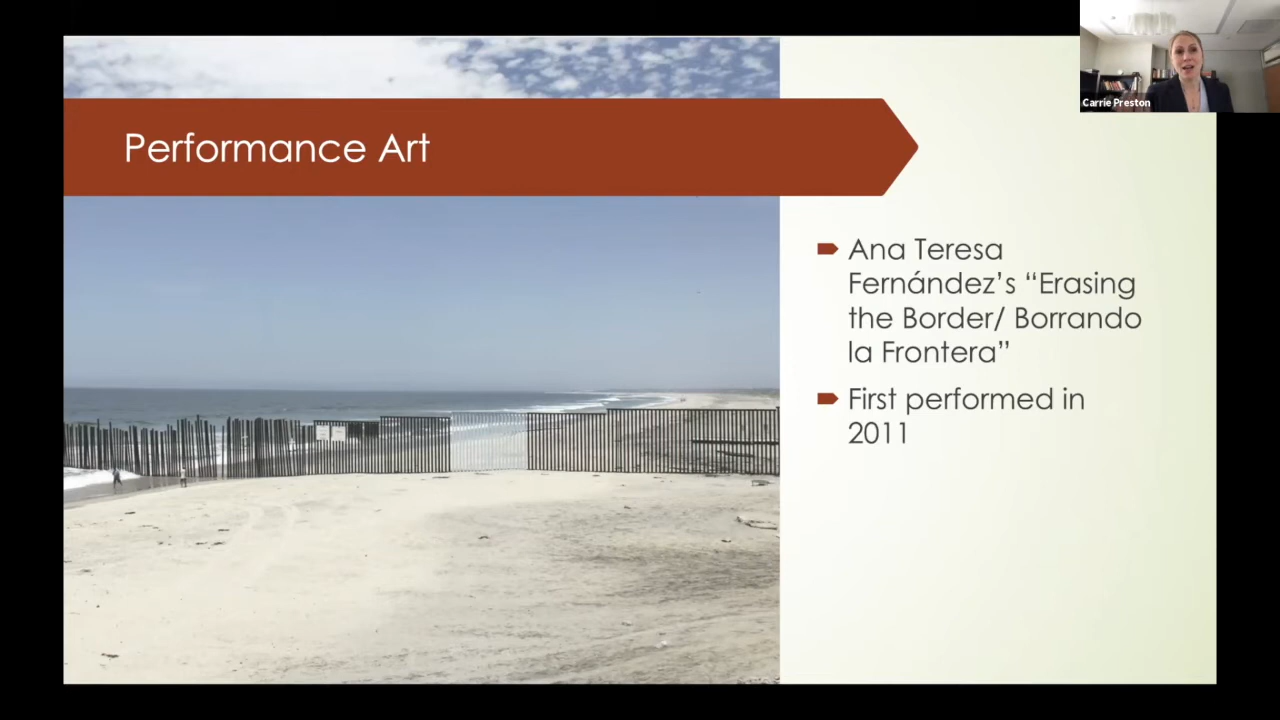 Carrie Preston
Performance Art
Ana Teresa
Fernández’s “Erasing
the Border/ Borrando
la Frontera”
First performed in
2011